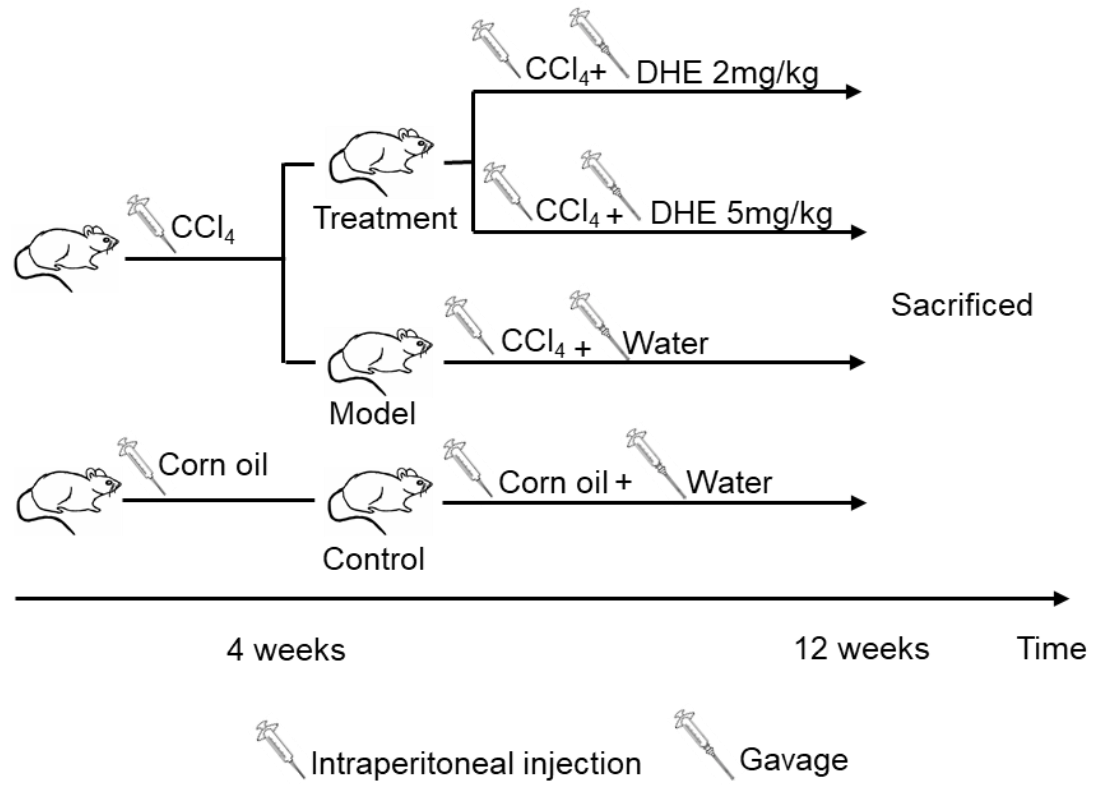 CCl₄+ DHE 2mg/kg
CCl₄ + DHE 5mg/kg
Treatment
CCl₄
Sacrificed
CCl₄ + Water
Model
Corn oil
Corn oil + Water
Control
4 weeks 12 weeks Time
Intraperitoneal injection Gavage